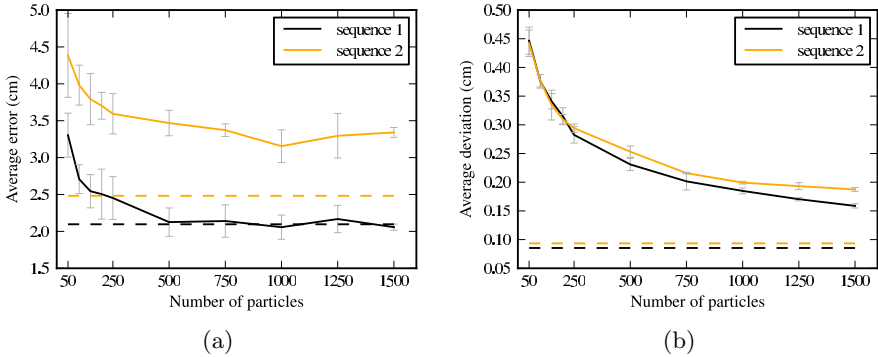 5.0
4.5
4.0
3.5
3.0
2.5
2.0
1.5
Average error (cm)
sequence 1
sequence 2
50 250 500 750 1000 1250 1500
Number of particles
(a)
0.50
0.45
0.40
0.35
0.30
0.25
0.20
0.15
0.10
0.05
Average deviation (cm)
sequence 1
sequence 2
50 250 500 750 1000 1250 1500
Number of particles
(b)